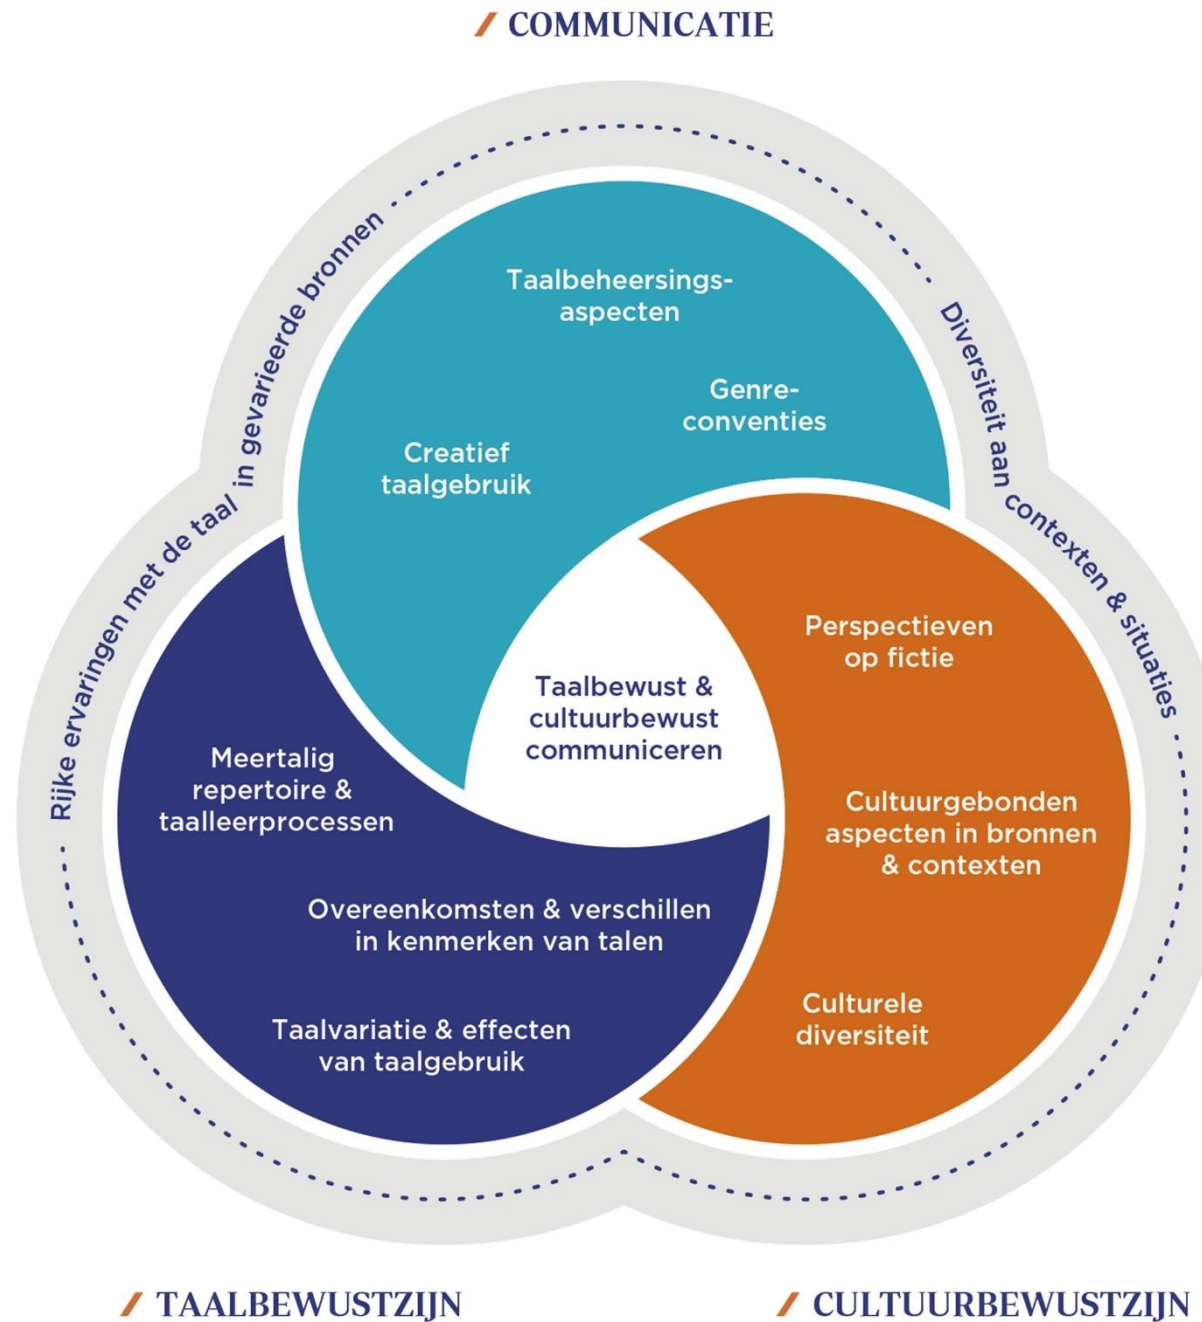 / COMMUNICATIE
Rijke ervaringen met de taal in gevarieerde bronnen
Diversiteit aan contexten & situaties
Taalbeheersings-
aspecten
Genre-
conventies
Creatief
taalgebruik
Perspectieven
op fictie
Taalbewust &
cultuurbewust
communiceren
Meertalig
repertoire &
taalleerprocessen
Cultuurgebonden
aspecten in bronnen
& contexten
Overeenkomsten & verschillen
in kenmerken van talen
Culturele
diversiteit
Taalvariatie & effecten
van taalgebruik
/ TAALBEWUSTZIJN
/ CULTUURBEWUSTZIJN